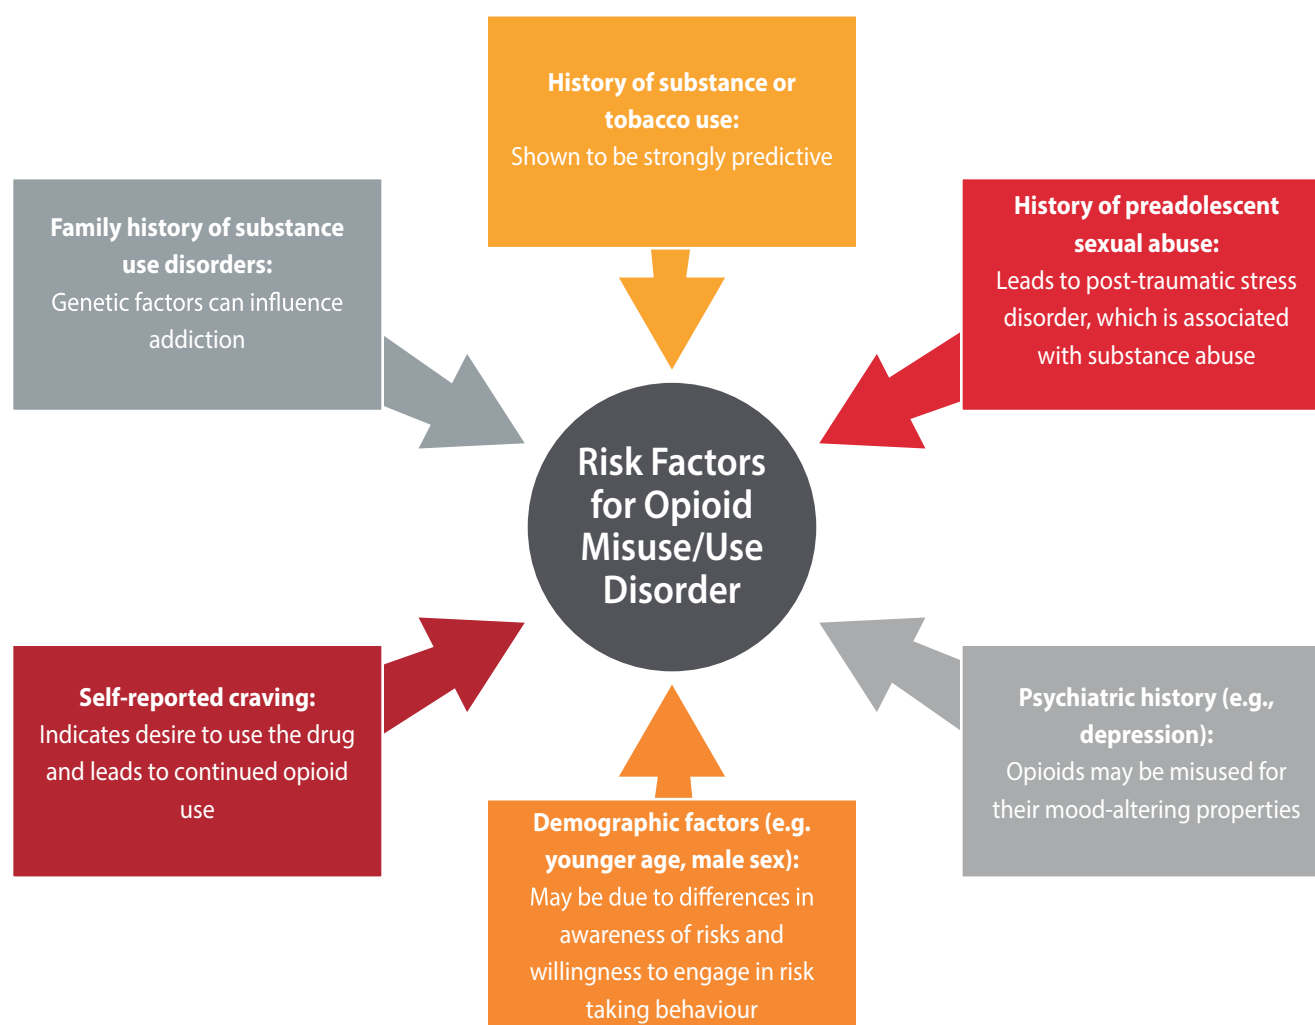 History of substance or
tobacco use:
Shown to be strongly predictive
Family history of substance
use disorders:
Genetic factors can influence
addiction
History of preadolescent
sexual abuse:
Leads to post-traumatic stress
disorder, which is associated
with substance abuse
Risk Factors
for Opioid
Misuse/Use
Disorder
Self-reported craving:
Indicates desire to use the drug
and leads to continued opioid
use
Psychiatric history (e.g.,
depression):
Opioids may be misused for
their mood-altering properties
Demographic factors (e.g.
younger age, male sex):
May be due to differences in
awareness of risks and
willingness to engage in risk
taking behaviour